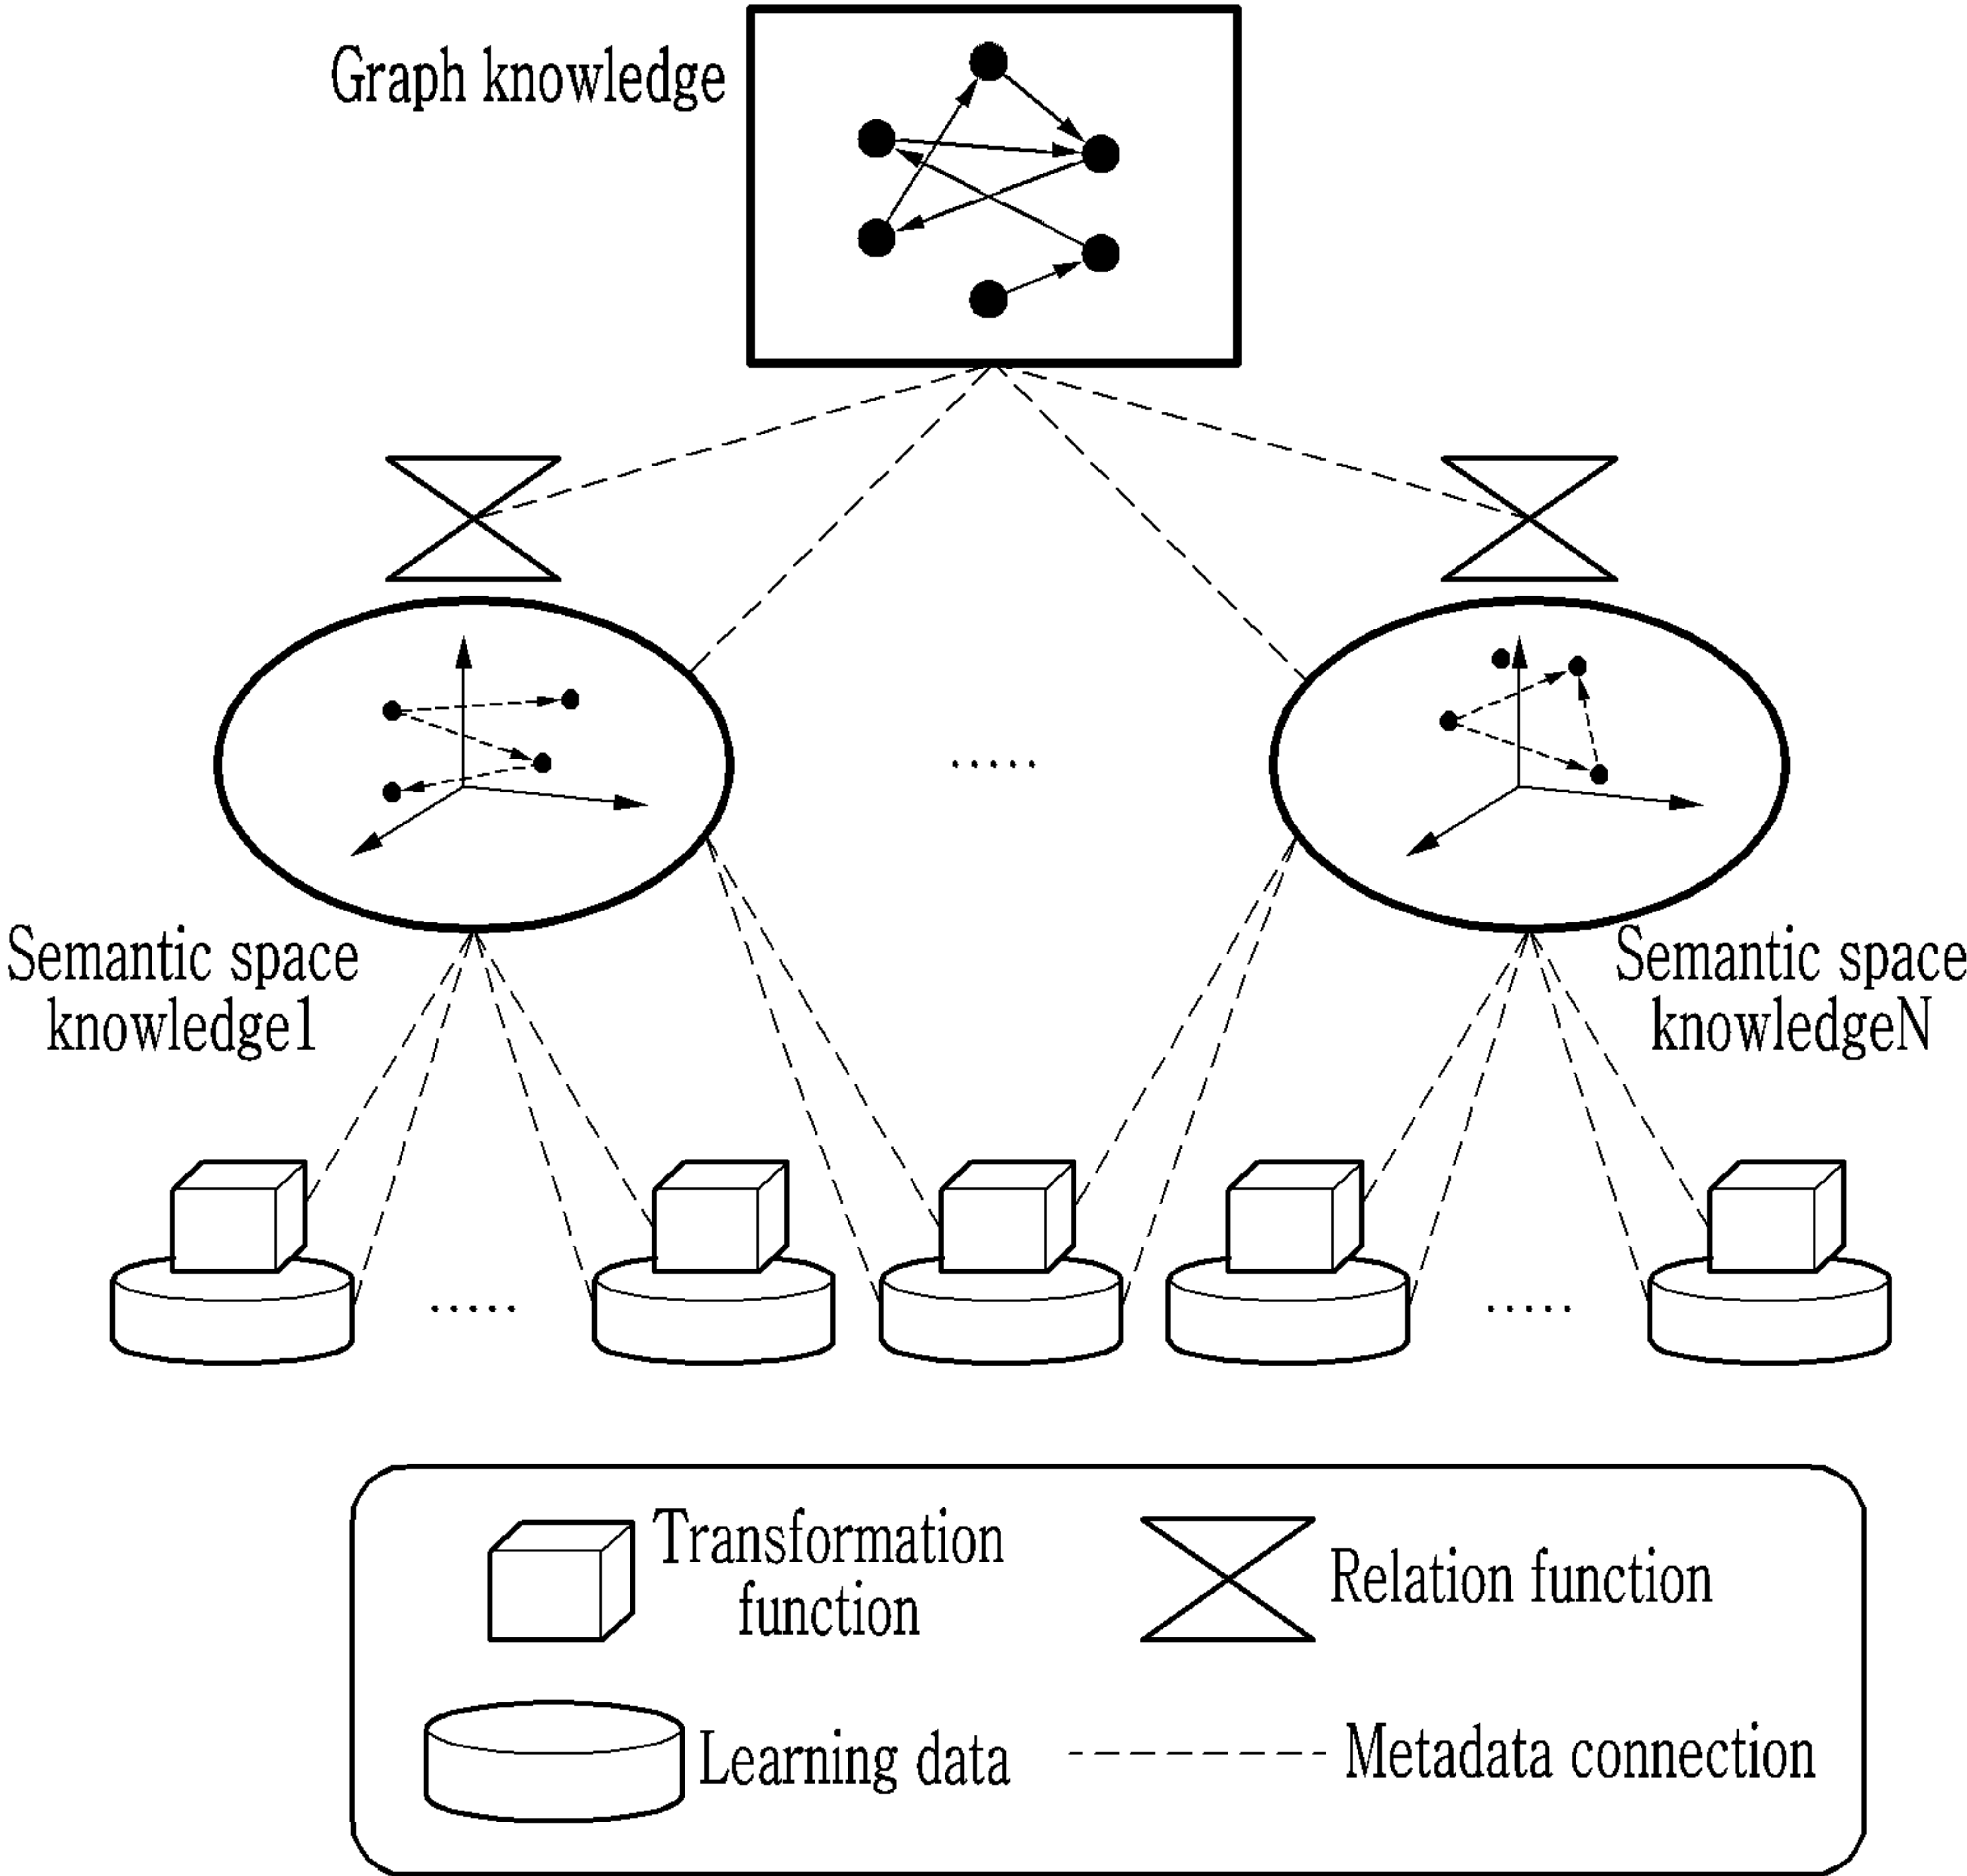 Graph knowledge
.....
Semantic space
knowledge1
Semantic space
knowledgeN
.....
.....
Transformation
function
Relation function
Learning data
Metadata connection